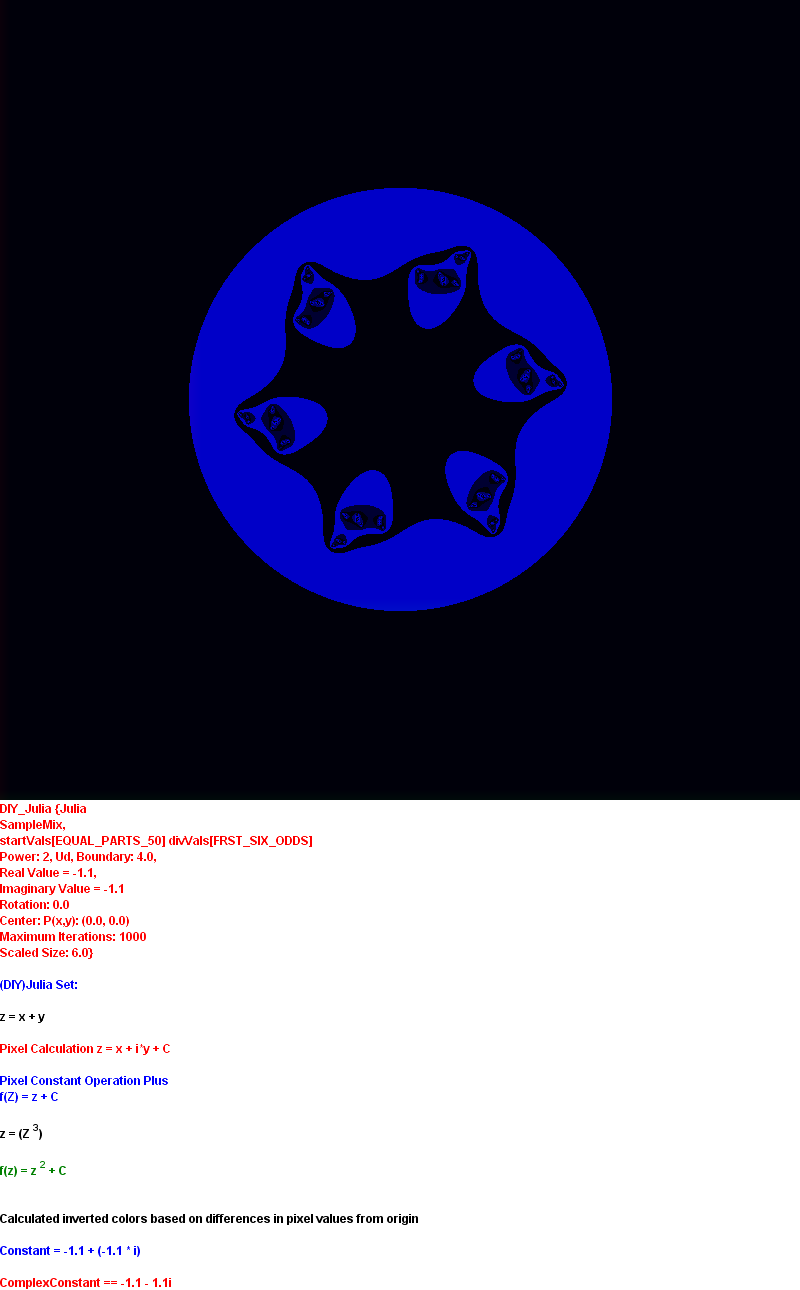 DIY_Julia {Julia
SampleMix,
startVals[EQUAL_PARTS_50] divVals[FRST_SIX_ODDS]
Power: 2, Ud, Boundary: 4.0,
Real Value = -1.1,
Imaginary Value = -1.1
Rotation: 0.0
Center: P(x,y): (0.0, 0.0)
Maximum Iterations: 1000
Scaled Size: 6.0}
(DIY)Julia Set:
z = x + y
Pixel Calculation z = x + i*y + C
Pixel Constant Operation Plus
f(Z) = z + C
z = (Z ³)
f(z) = z ² + C
Calculated inverted colors based on differences in pixel values from origin
Constant = -1.1 + (-1.1 * i)
ComplexConstant == -1.1 - 1.1i